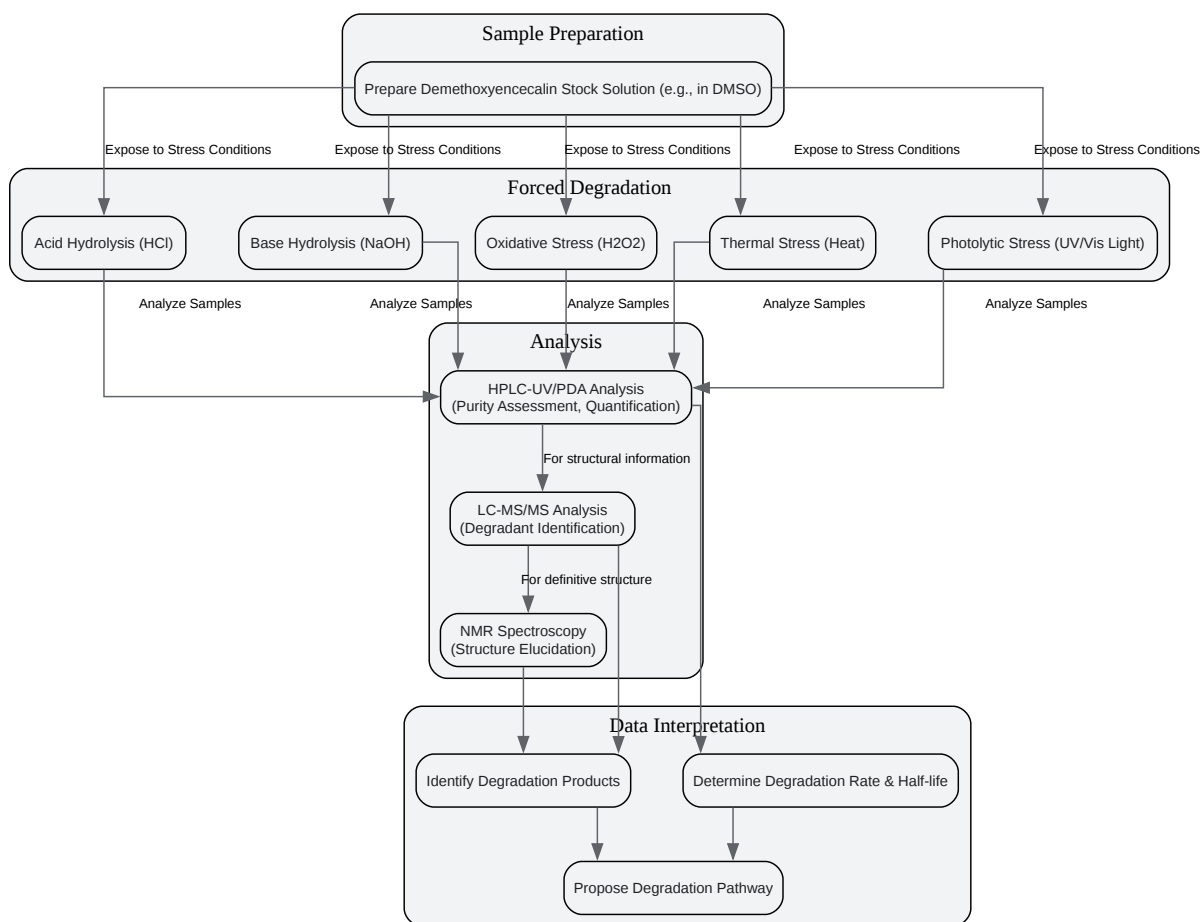 Sample Preparation
Prepare Demethoxyencecalin Stock Solution (e.g., in DMSO)
Expose to Stress Conditions
Expose to Stress Conditions
Expose to Stress Conditions
Expose to Stress Conditions
Expose to Stress Conditions
Forced Degradation
Acid Hydrolysis (HCl)
Base Hydrolysis (NaOH)
Oxidative Stress (H2O2)
Thermal Stress (Heat)
Photolytic Stress (UV/Vis Light)
Analyze Samples
Analyze Samples
Analyze Samples
Analyze Samples
Analyze Samples
Analysis
HPLC-UV/PDA Analysis
(Purity Assessment, Quantification)
For structural information
LC-MS/MS Analysis
(Degradant Identification)
For definitive structure
NMR Spectroscopy
(Structure Elucidation)
Data Interpretation
Identify Degradation Products
Determine Degradation Rate & Half-life
Propose Degradation Pathway